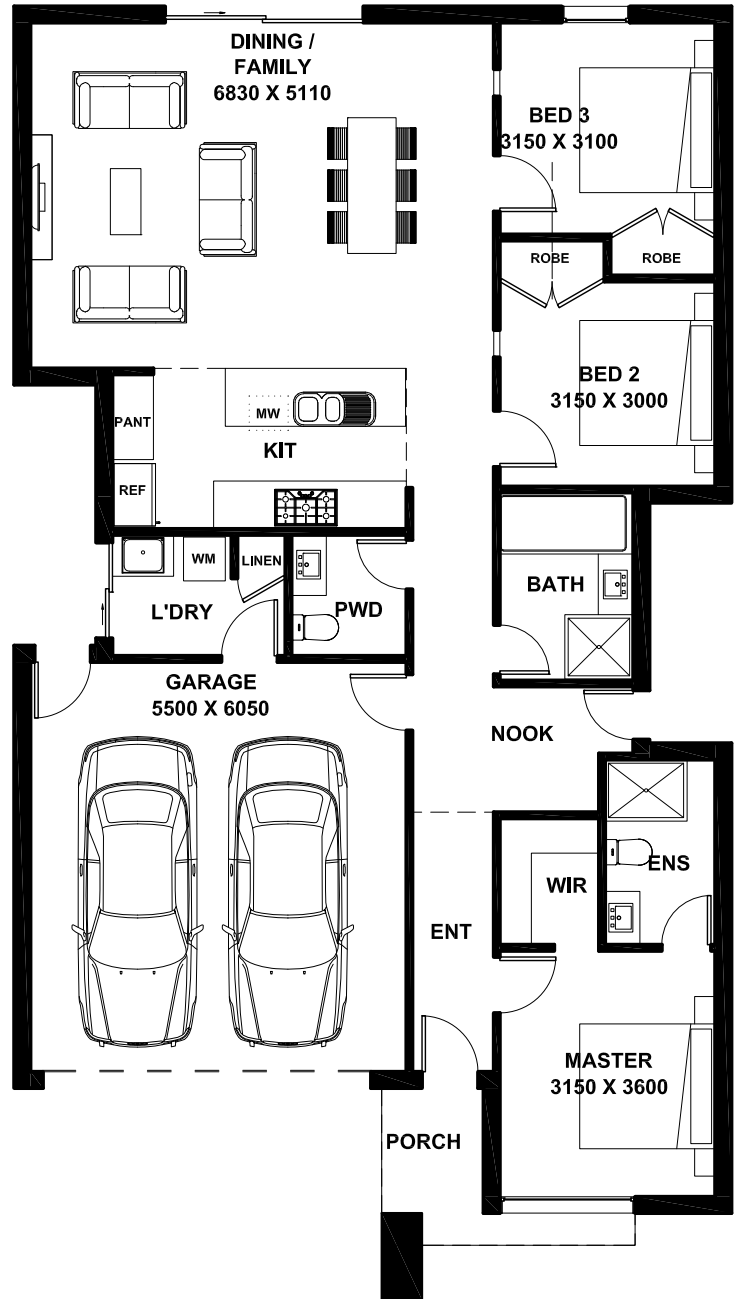 DINING /
FAMILY
6830 X 5110
BED 3
3150 X 3100
ROBE
ROBE
BED 2
3150 X 3000
MW
PANT
KIT
REF
WM
LINEN
L'DRY
PWD
BATH
GARAGE
5500 X 6050
NOOK
WIR
ENS
ENT
MASTER
3150 X 3600
PORCH